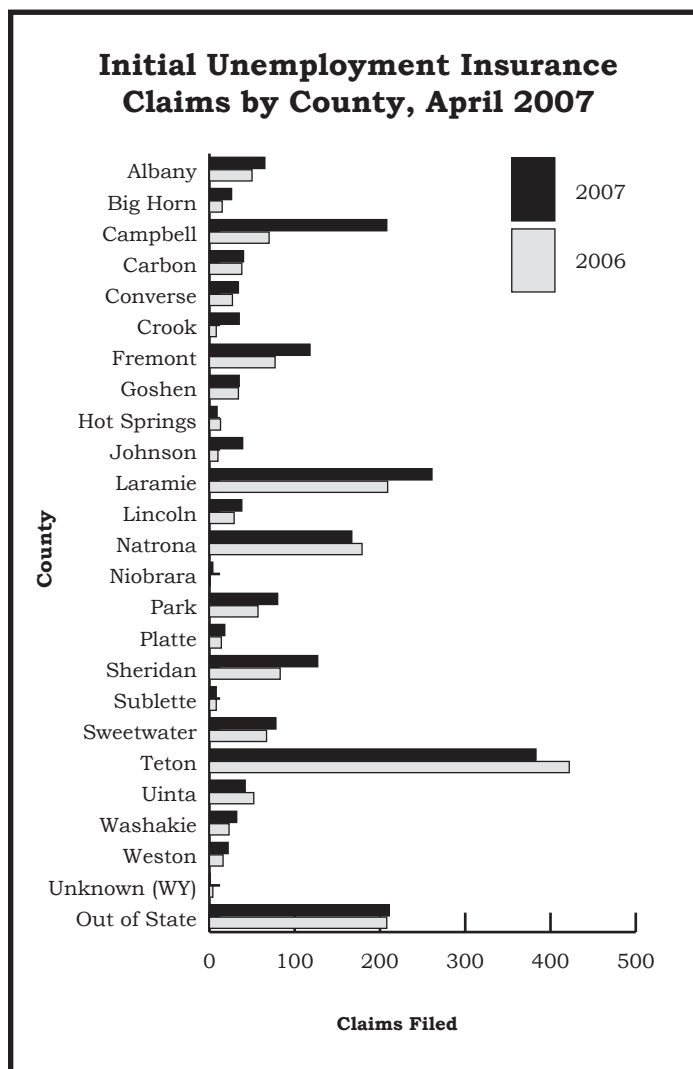 Initial Unemployment Insurance
Claims by County, April 2007
2007
2006
Albany
Big Horn
Campbell
Carbon
Converse
Crook
Fremont
Goshen
Hot Springs
Johnson
Laramie
Lincoln
Natrona
Niobrara
Park
Platte
Sheridan
Sublette
Sweetwater
Teton
Uinta
Washakie
Weston
Unknown (WY)
Out of State
County
0 100 200 300 400 500
Claims Filed